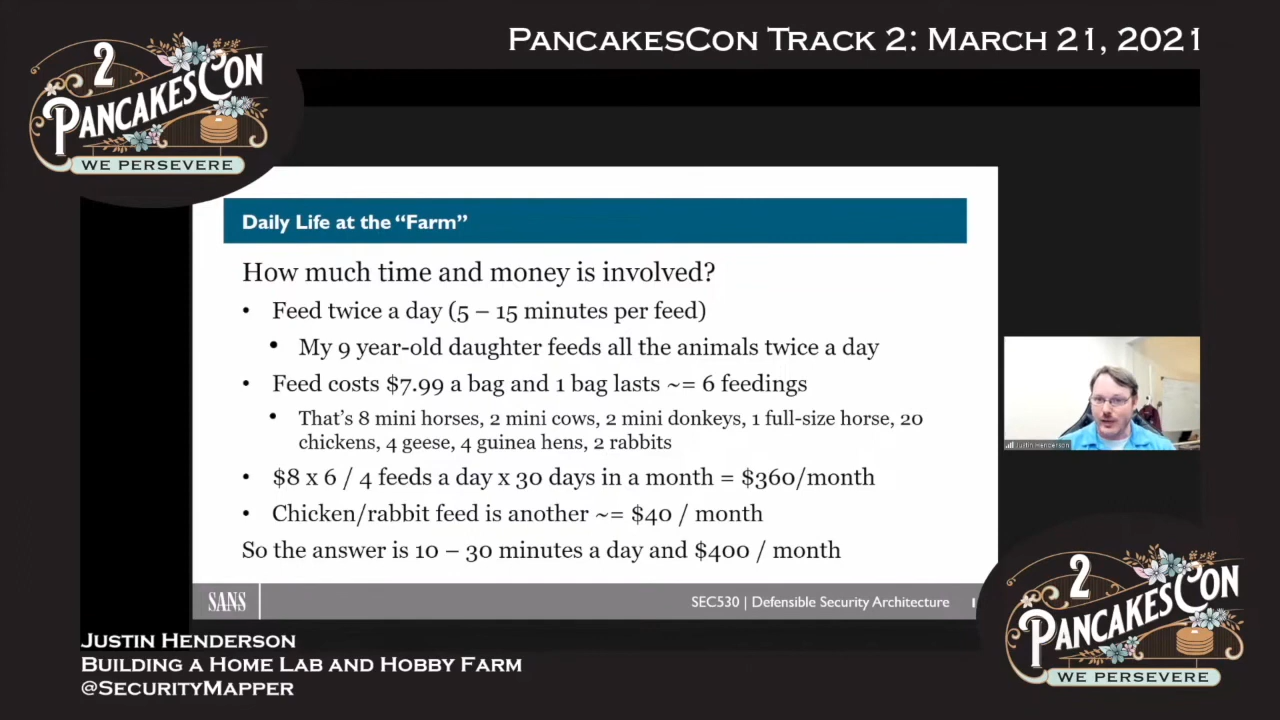 PancakesCon Track 2: March 21, 2021
2
PancakesCon
WE PERSEVERE
Daily Life at the “Farm”
How much time and money is involved?
• Feed twice a day (5 – 15 minutes per feed)
• My 9 year-old daughter feeds all the animals twice a day
• Feed costs $7.99 a bag and 1 bag lasts ~= 6 feedings
• That’s 8 mini horses, 2 mini cows, 2 mini donkeys, 1 full-size horse, 20
chickens, 4 geese, 4 guinea hens, 2 rabbits
• $8 x 6 / 4 feeds a day x 30 days in a month = $360/month
• Chicken/rabbit feed is another ~= $40 / month
So the answer is 10 – 30 minutes a day and $400 / month
Justin Henderson
SANS
SEC530 | Defensible Security Architecture
2
PancakesCon
WE PERSEVERE
Justin Henderson
Building a Home Lab and Hobby Farm
@SecurityMapper